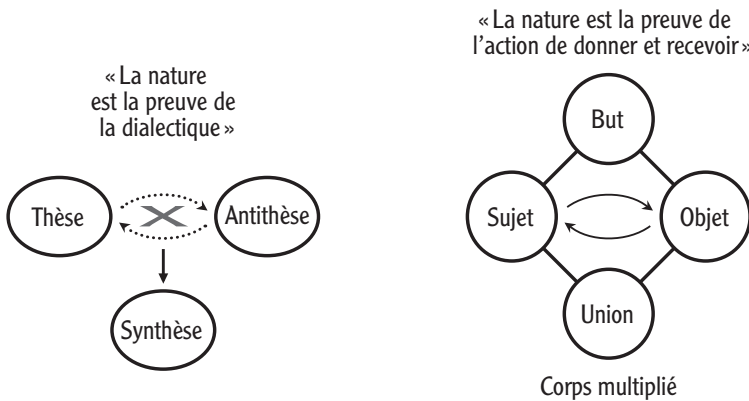 «La nature
est la preuve de
la dialectique»
Thèse
Antithèse
Synthèse
«La nature est la preuve de
l'action de donner et recevoir»
But
Sujet
Objet
Union
Corps multiplié